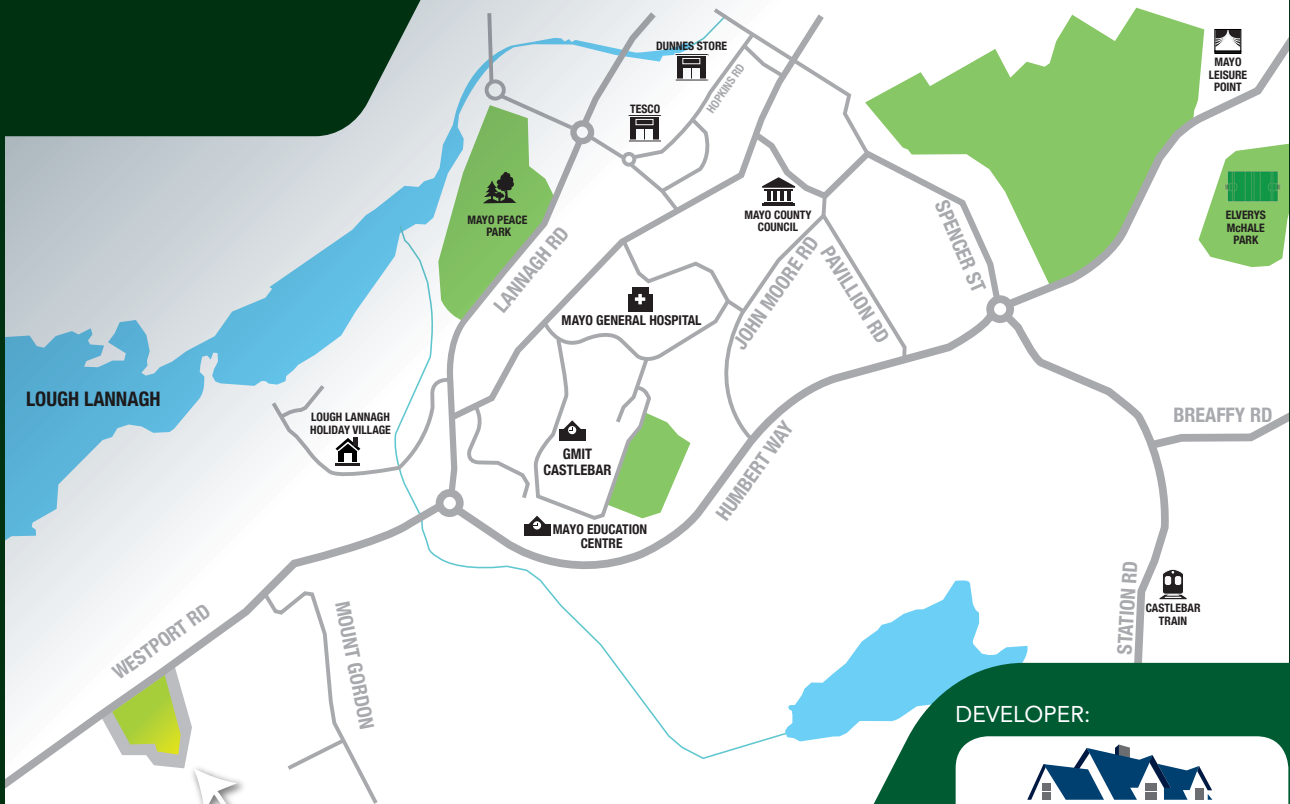 DUNNES STORE
MAYO
LEISURE
POINT
HOPKINS RD
TESCO
MAYO PEACE
PARK
MAYO COUNTY
COUNCIL
ELVERYS
McHALE
PARK
SPENCER ST
LANNAGH RD
JOHN MOORE RD
PAVILLION RD
MAYO GENERAL HOSPITAL
LOUGH LANNAGH
LOUGH LANNAGH
HOLIDAY VILLAGE
BREAFFY RD
GMIT
CASTLEBAR
HUMBERT WAY
MAYO EDUCATION
CENTRE
STATION RD
CASTLEBAR
TRAIN
WESTPORT RD
MOUNT GORDON
DEVELOPER: